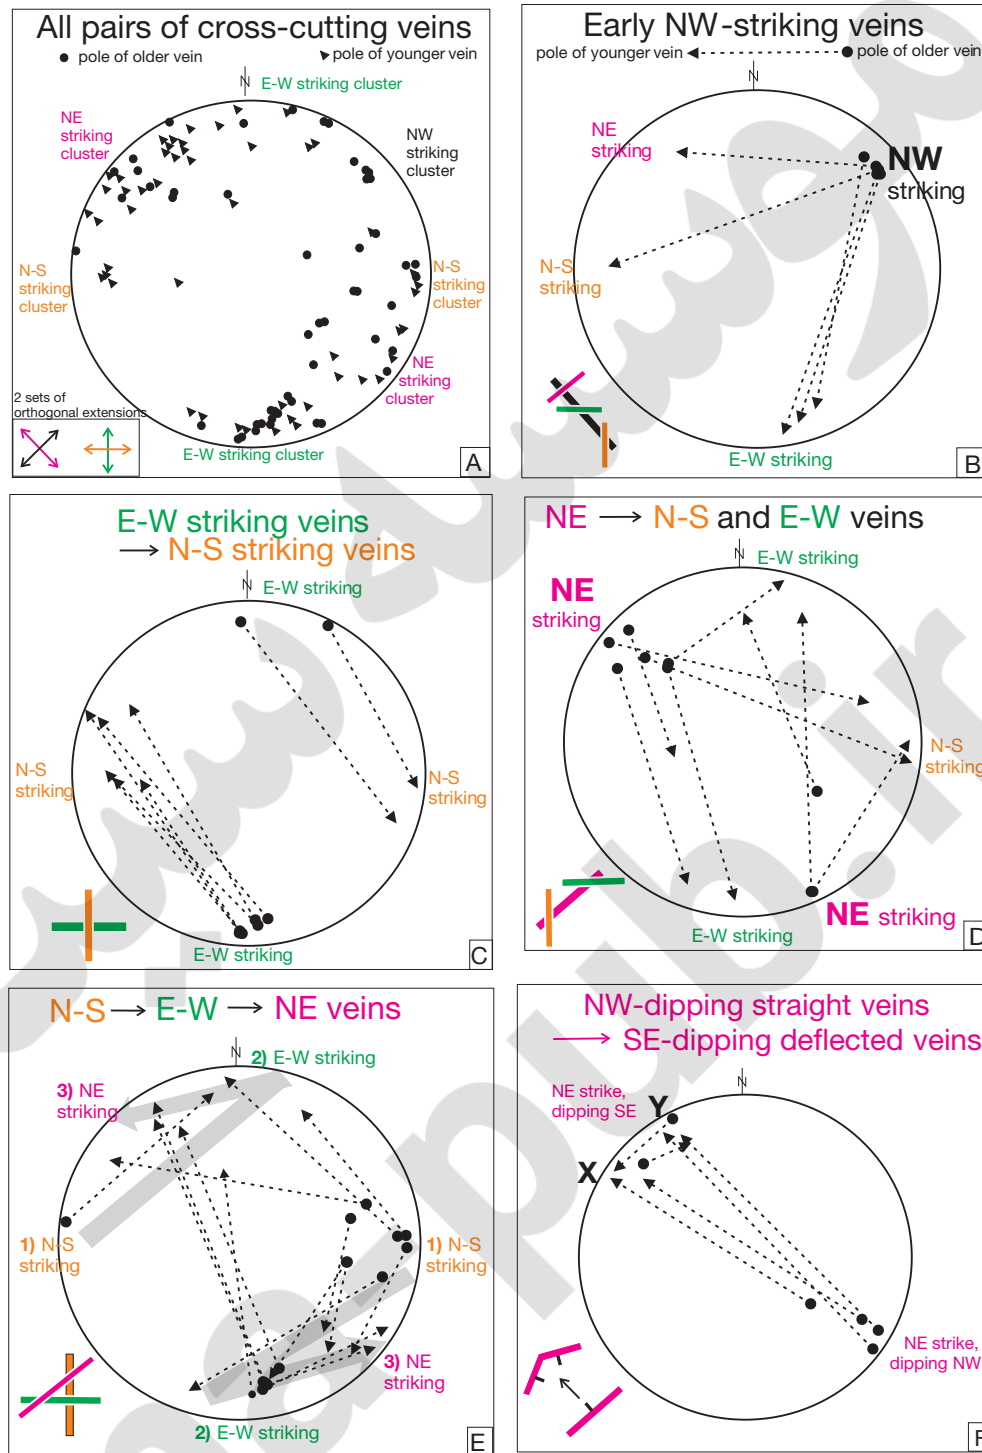 All pairs of cross-cutting veins
pole of older vein
pole of younger vein
N
E-W striking cluster
NE
striking
cluster
NW
striking
cluster
N-S
striking
cluster
N-S
striking
cluster
NE
striking
cluster
2 sets of
orthogonal extensions
E-W striking cluster
A
Early NW-striking veins
pole of younger vein
pole of older vein
N
NE
striking
NW
striking
N-S
striking
E-W striking
B
E-W striking veins
→ N-S striking veins
N
E-W striking
N-S
striking
N-S
striking
E-W striking
C
NE → N-S and E-W veins
N
E-W striking
NE
striking
N-S
striking
NE striking
E-W striking
D
N-S → E-W → NE veins
N
2) E-W striking
3) NE
striking
1) N-S
striking
1) N-S
striking
3) NE
striking
2) E-W striking
E
NW-dipping straight veins
→ SE-dipping deflected veins
N
NE strike,
dipping SE
Y
X
NE strike,
dipping NW
F